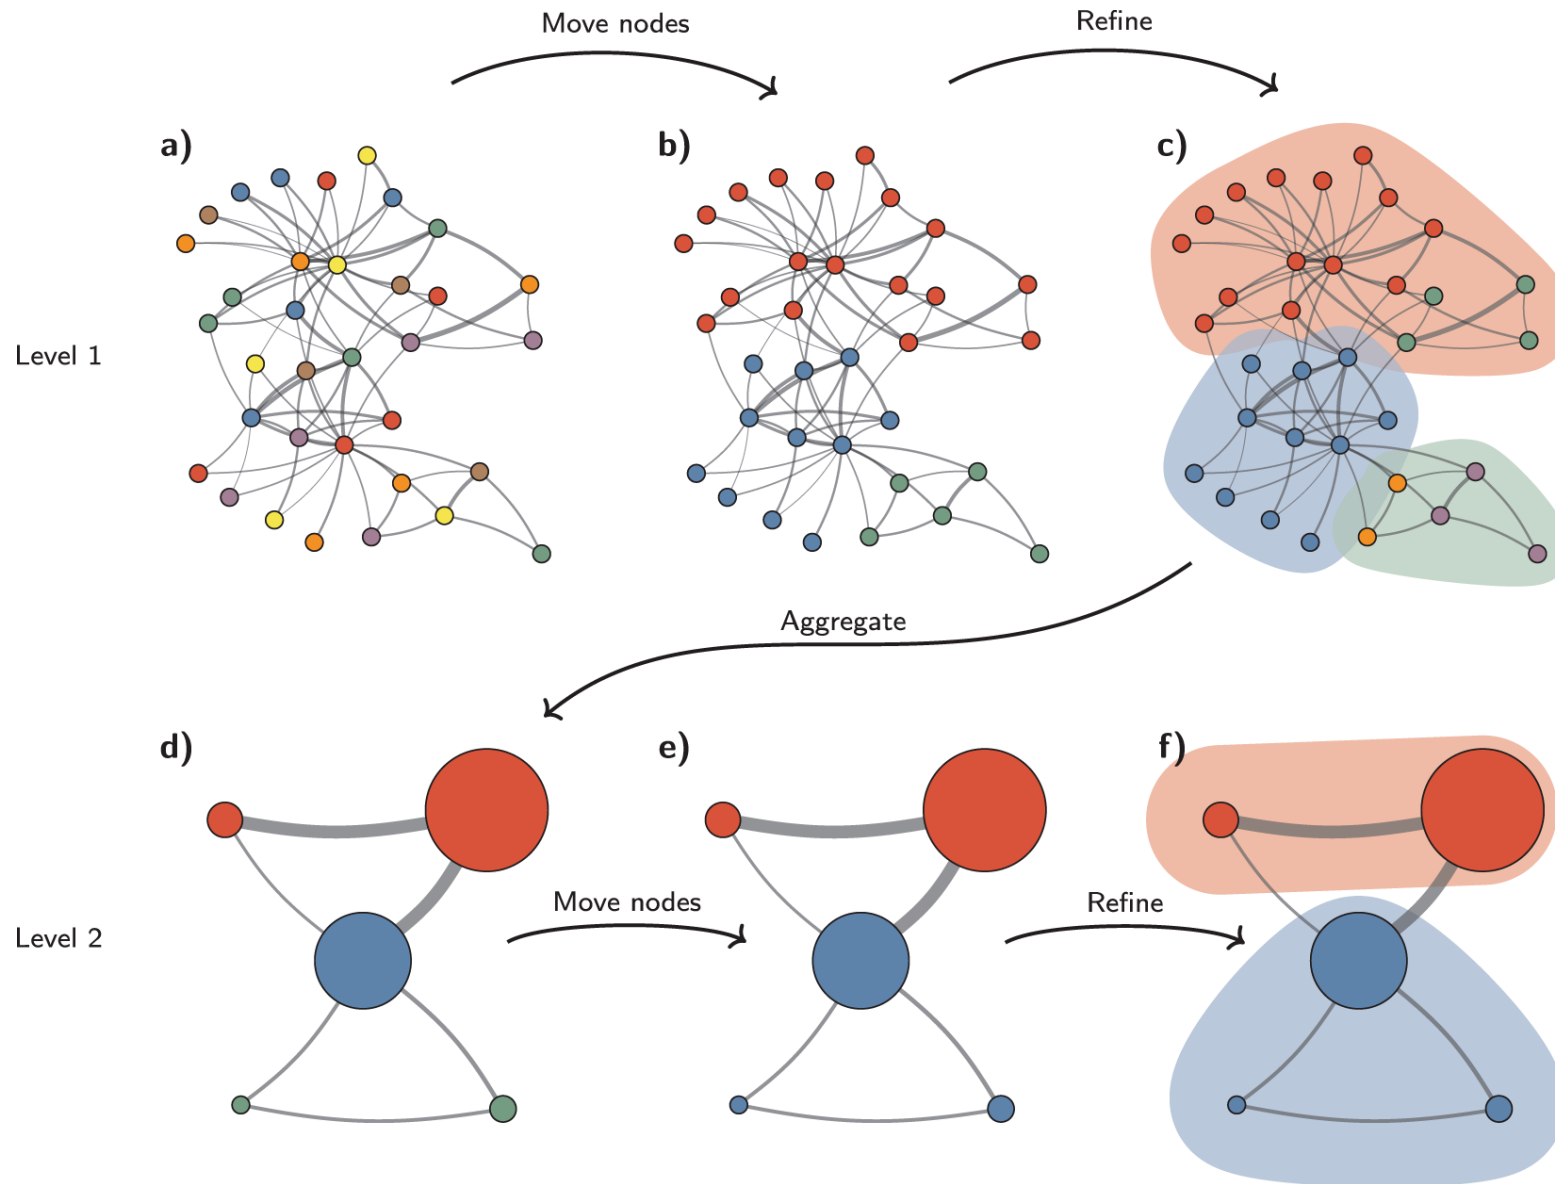 Move nodes
Refine
a)
b)
c)
Level 1
Aggregate
d)
e)
f)
Move nodes
Refine
Level 2